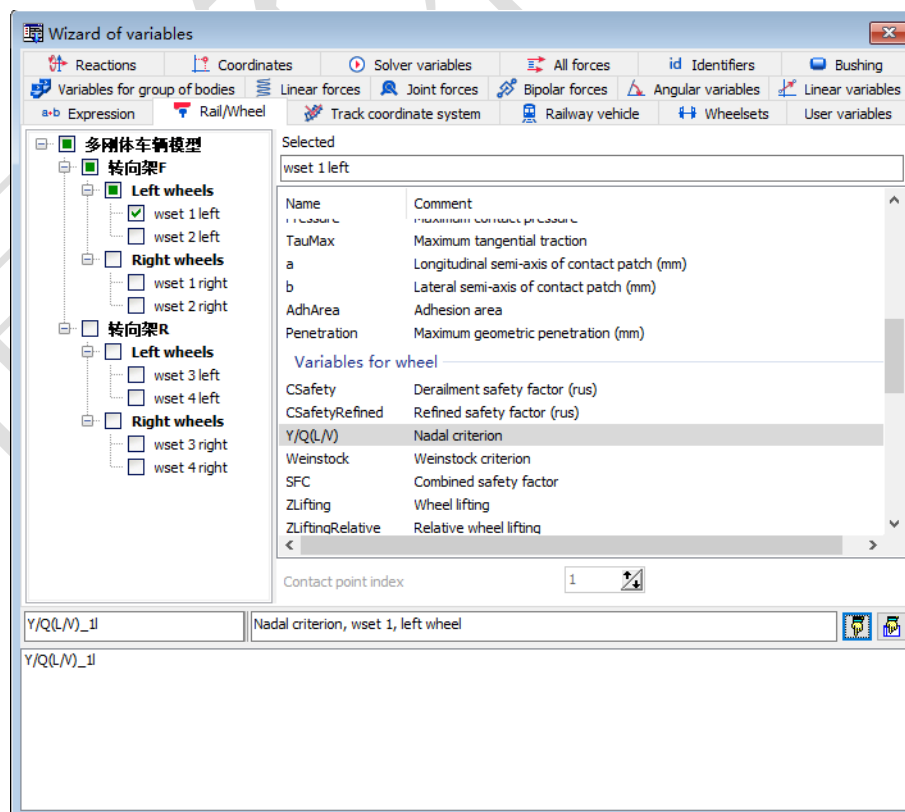 Wizard of variables
Reactions Coordinates Solver variables All forces id Identifiers Bushing
Variables for group of bodies Linear forces Joint forces Bipolar forces Angular variables Linear variables
a+b Expression Rail/Wheel Track coordinate system Railway vehicle Wheelsets User variables
多刚体车辆模型
转向架F
Left wheels
wset 1 left
wset 2 left
Right wheels
wset 1 right
wset 2 right
转向架R
Left wheels
wset 3 left
wset 4 left
Right wheels
wset 3 right
wset 4 right
Selected
wset 1 left
Name Comment
Pressure Maximum contact pressure
TauMax Maximum tangential traction
a Longitudinal semi-axis of contact patch (mm)
b Lateral semi-axis of contact patch (mm)
AdhArea Adhesion area
Penetration Maximum geometric penetration (mm)
Variables for wheel
CSafety Derailment safety factor (rus)
CSafetyRefined Refined safety factor (rus)
Y/Q(L/V) Nadal criterion
Weinstock Weinstock criterion
SFC Combined safety factor
ZLifting Wheel lifting
ZLiftingRelative Relative wheel lifting
Contact point index 1
Y/Q(L/V)_1l Nadal criterion, wset 1, left wheel
Y/Q(L/V)_1l